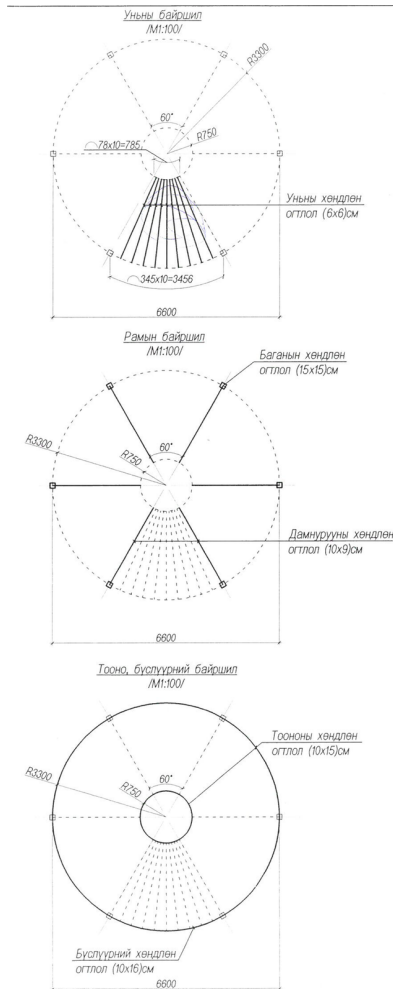 Уньны байршил
/М1:100/
R3300
60°
R750
⌒78x10=785
Уньны хөндлөн
огтлол (6x6)см
⌒345x10=3456
6600
Рамын байршил
/М1:100/
Баганын хөндлөн
огтлол (15x15)см
R3300
R750
60°
Дамнурууны хөндлөн
огтлол (10x9)см
6600
Тооно, бүслүүрний байршил
/М1:100/
Тоононы хөндлөн
огтлол (10x15)см
R3300
R750
60°
Бүслүүрний хөндлөн
огтлол (10x16)см
6600